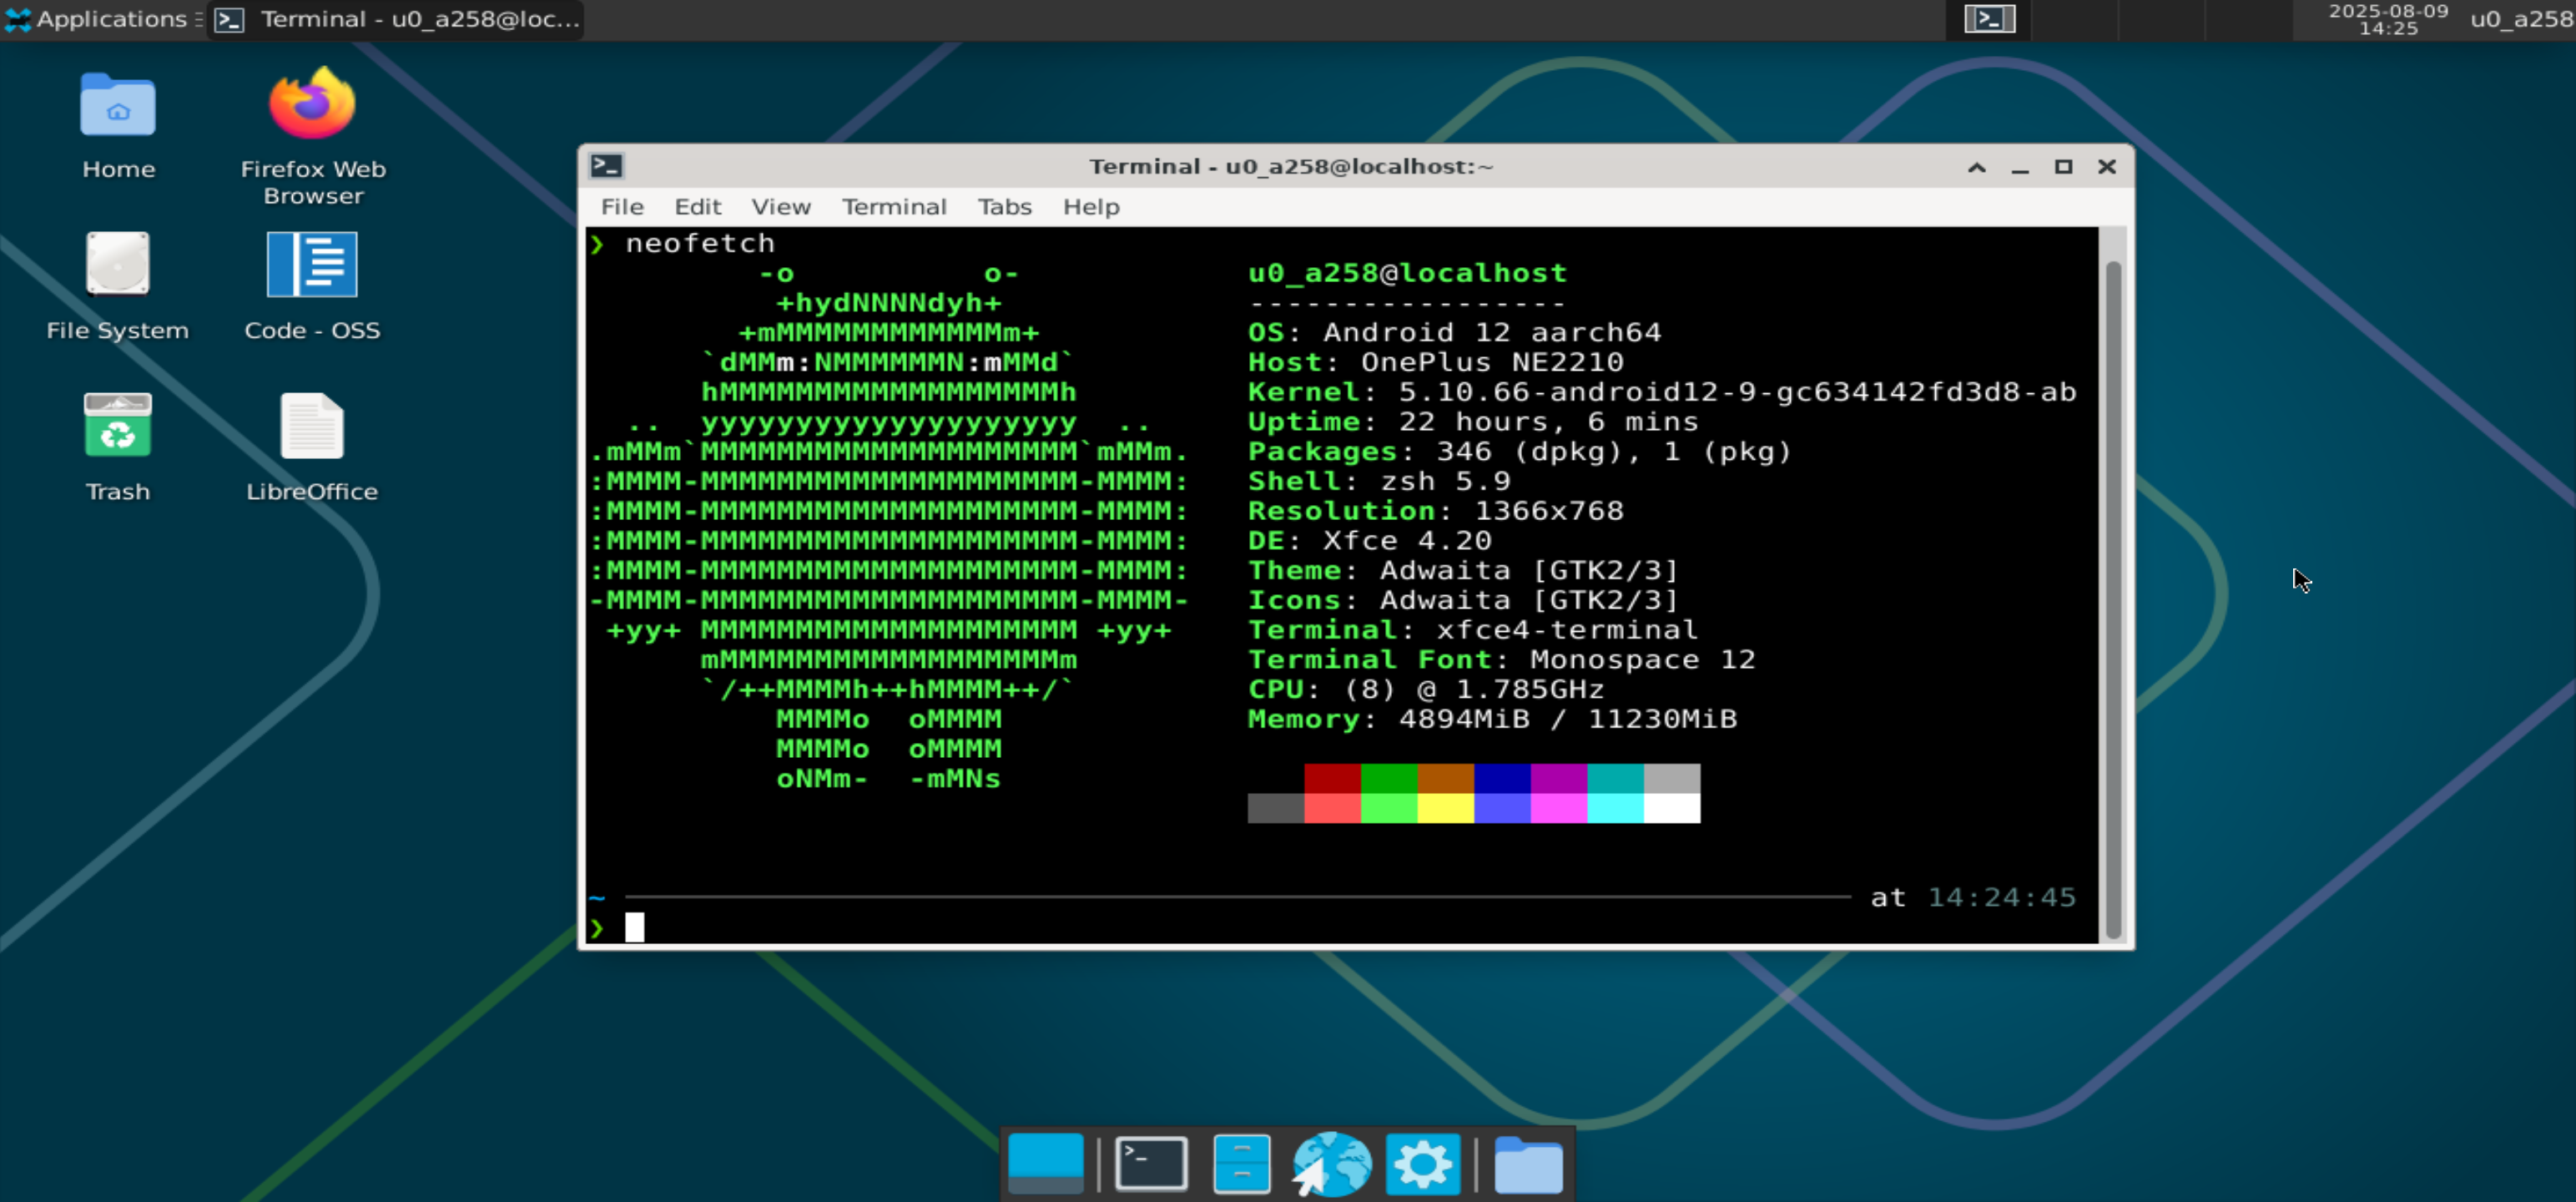 Applications
Terminal - u0_a258@loc...
2025-08-09
14:25
u0_a258
Home
Firefox Web
Browser
File System
Code - OSS
Trash
LibreOffice
Terminal - u0_a258@localhost:~
File Edit View Terminal Tabs Help
❯ neofetch
-o o- u0_a258@localhost
+hydNNNNdyh+ -----------------
+mMMMMMMMMMMMMm+ OS: Android 12 aarch64
`dMMm:NMMMMMMN:mMMd` Host: OnePlus NE2210
hMMMMMMMMMMMMMMMMMMh Kernel: 5.10.66-android12-9-gc634142fd3d8-ab
.. yyyyyyyyyyyyyyyyyyyy .. Uptime: 22 hours, 6 mins
.mMMm`MMMMMMMMMMMMMMMMMMMM`mMMm. Packages: 346 (dpkg), 1 (pkg)
:MMMM-MMMMMMMMMMMMMMMMMMMM-MMMM: Shell: zsh 5.9
:MMMM-MMMMMMMMMMMMMMMMMMMM-MMMM: Resolution: 1366x768
:MMMM-MMMMMMMMMMMMMMMMMMMM-MMMM: DE: Xfce 4.20
:MMMM-MMMMMMMMMMMMMMMMMMMM-MMMM: Theme: Adwaita [GTK2/3]
-MMMM-MMMMMMMMMMMMMMMMMMMM-MMMM- Icons: Adwaita [GTK2/3]
+yy+ MMMMMMMMMMMMMMMMMMMM +yy+ Terminal: xfce4-terminal
mMMMMMMMMMMMMMMMMMMm Terminal Font: Monospace 12
`/++MMMMh++hMMMM++/` CPU: (8) @ 1.785GHz
MMMMo oMMMM Memory: 4894MiB / 11230MiB
MMMMo oMMMM
oNMm- -mMNs
~ at 14:24:45
❯